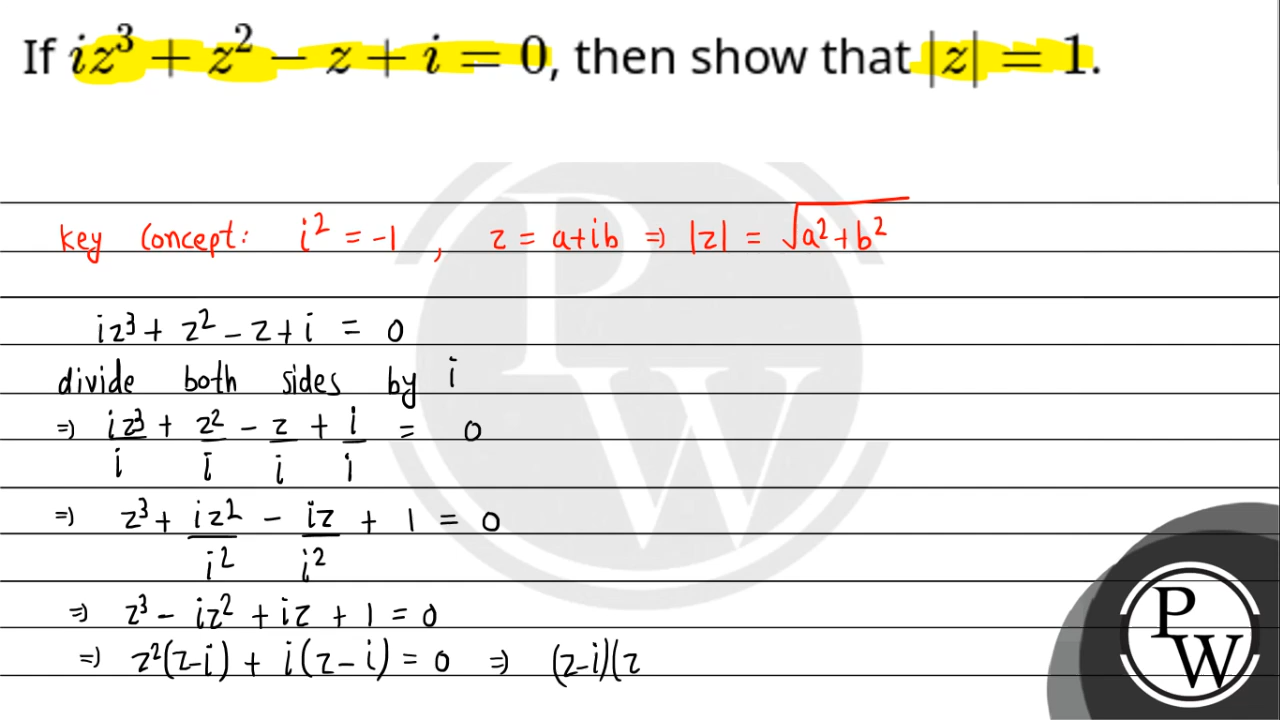 If iz³ + z² − z + i = 0, then show that |z| = 1.
Key Concept: i² = -1 , z = a+ib ⇒ |z| = √(a²+b²)
iz³ + z² - z + i = 0
divide both sides by i
⇒ iz³/i + z²/i - z/i + i/i = 0
⇒ z³ + iz²/i² - iz/i² + 1 = 0
⇒ z³ - iz² + iz + 1 = 0
⇒ z²(z-i) + i(z-i) = 0 ⇒ (z-i)(z
PW
PW